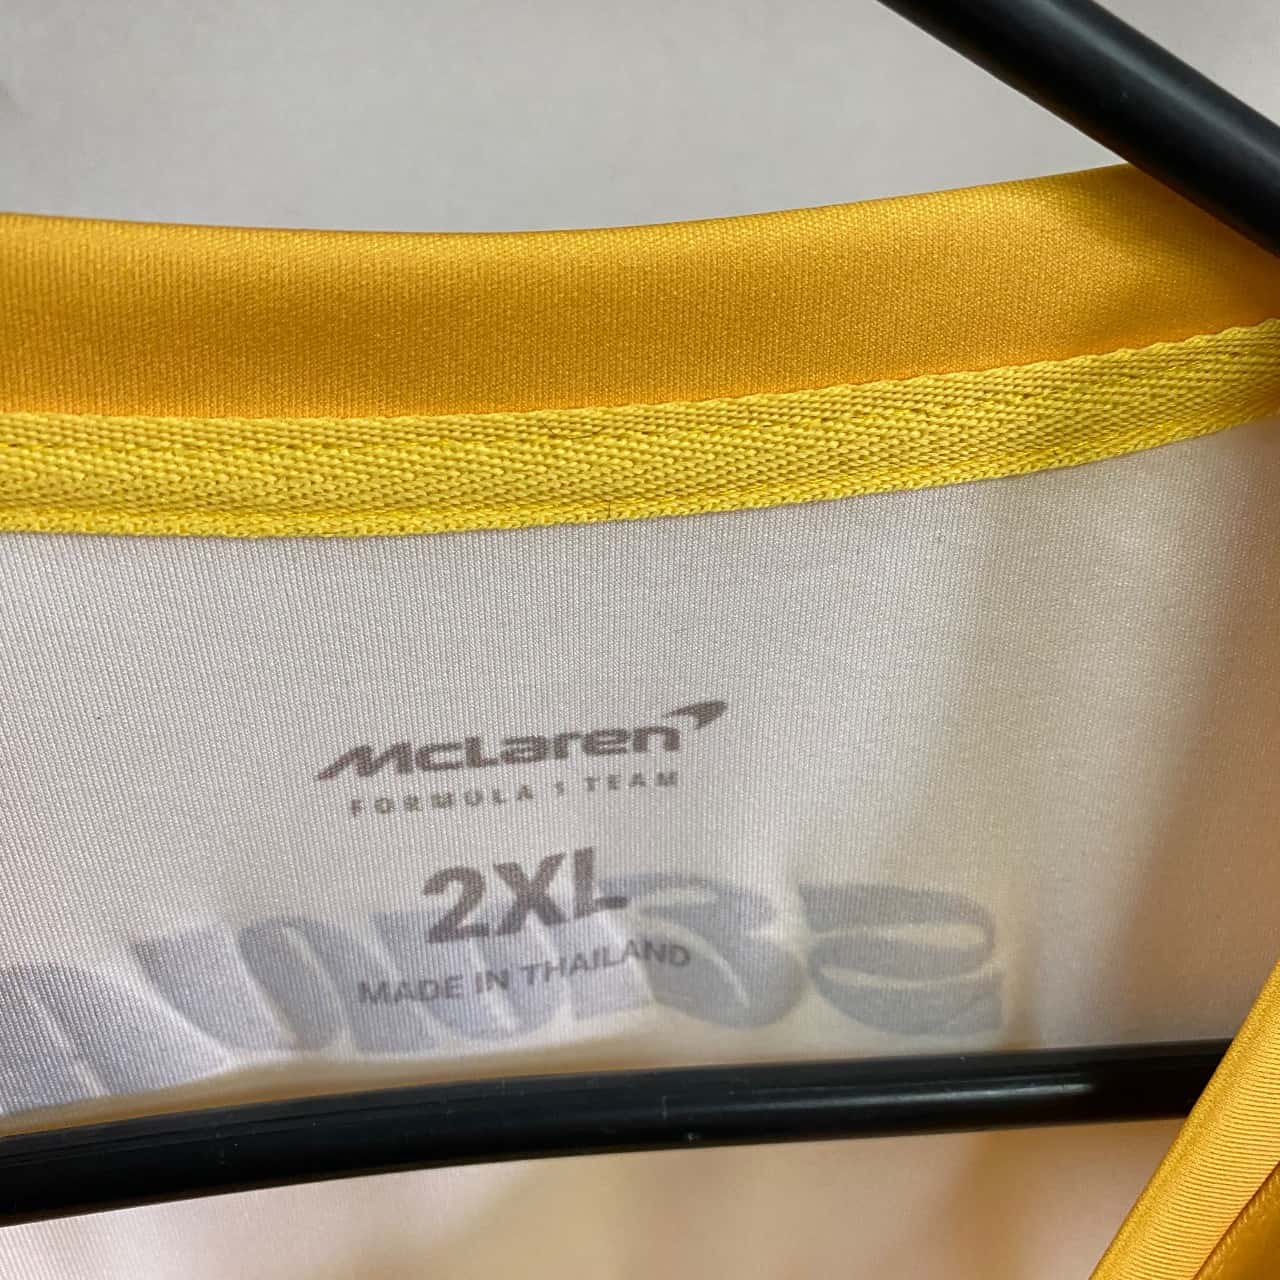 McLaren
FORMULA 1 TEAM
2XL
MADE IN THAILAND